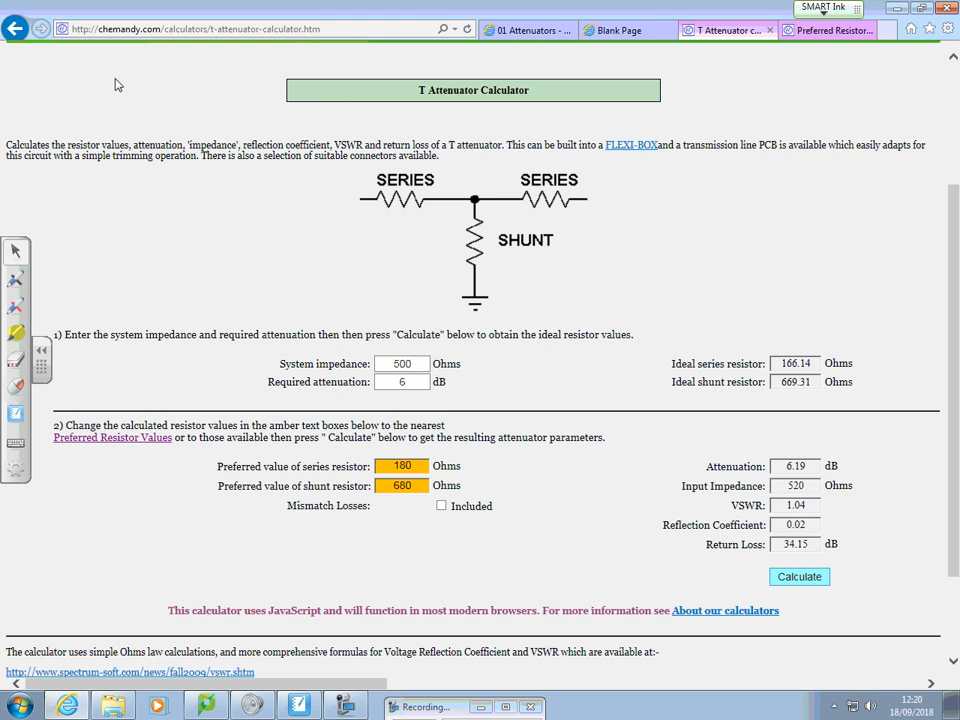 SMART Ink
http://chemandy.com/calculators/t-attenuator-calculator.htm
01 Attenuators - ...
Blank Page
T Attenuator c...
Preferred Resistor...
T Attenuator Calculator
Calculates the resistor values, attenuation, 'impedance', reflection coefficient, VSWR and return loss of a T attenuator. This can be built into a FLEXI-BOXand a transmission line PCB is available which easily adapts for
this circuit with a simple trimming operation. There is also a selection of suitable connectors available.
SERIES SERIES
SHUNT
1) Enter the system impedance and required attenuation then then press "Calculate" below to obtain the ideal resistor values.
System impedance: 500 Ohms Ideal series resistor: 166.14 Ohms
Required attenuation: 6 dB Ideal shunt resistor: 669.31 Ohms
2) Change the calculated resistor values in the amber text boxes below to the nearest
Preferred Resistor Values or to those available then press " Calculate" below to get the resulting attenuator parameters.
Preferred value of series resistor: 180 Ohms Attenuation: 6.19 dB
Preferred value of shunt resistor: 680 Ohms Input Impedance: 520 Ohms
Mismatch Losses: Included VSWR: 1.04
Reflection Coefficient: 0.02
Return Loss: 34.15 dB
Calculate
This calculator uses JavaScript and will function in most modern browsers. For more information see About our calculators
The calculator uses simple Ohms law calculations, and more comprehensive formulas for Voltage Reflection Coefficient and VSWR which are available at:-
http://www.spectrum-soft.com/news/fall2009/vswr.shtm
Recording...
12:20
18/09/2018